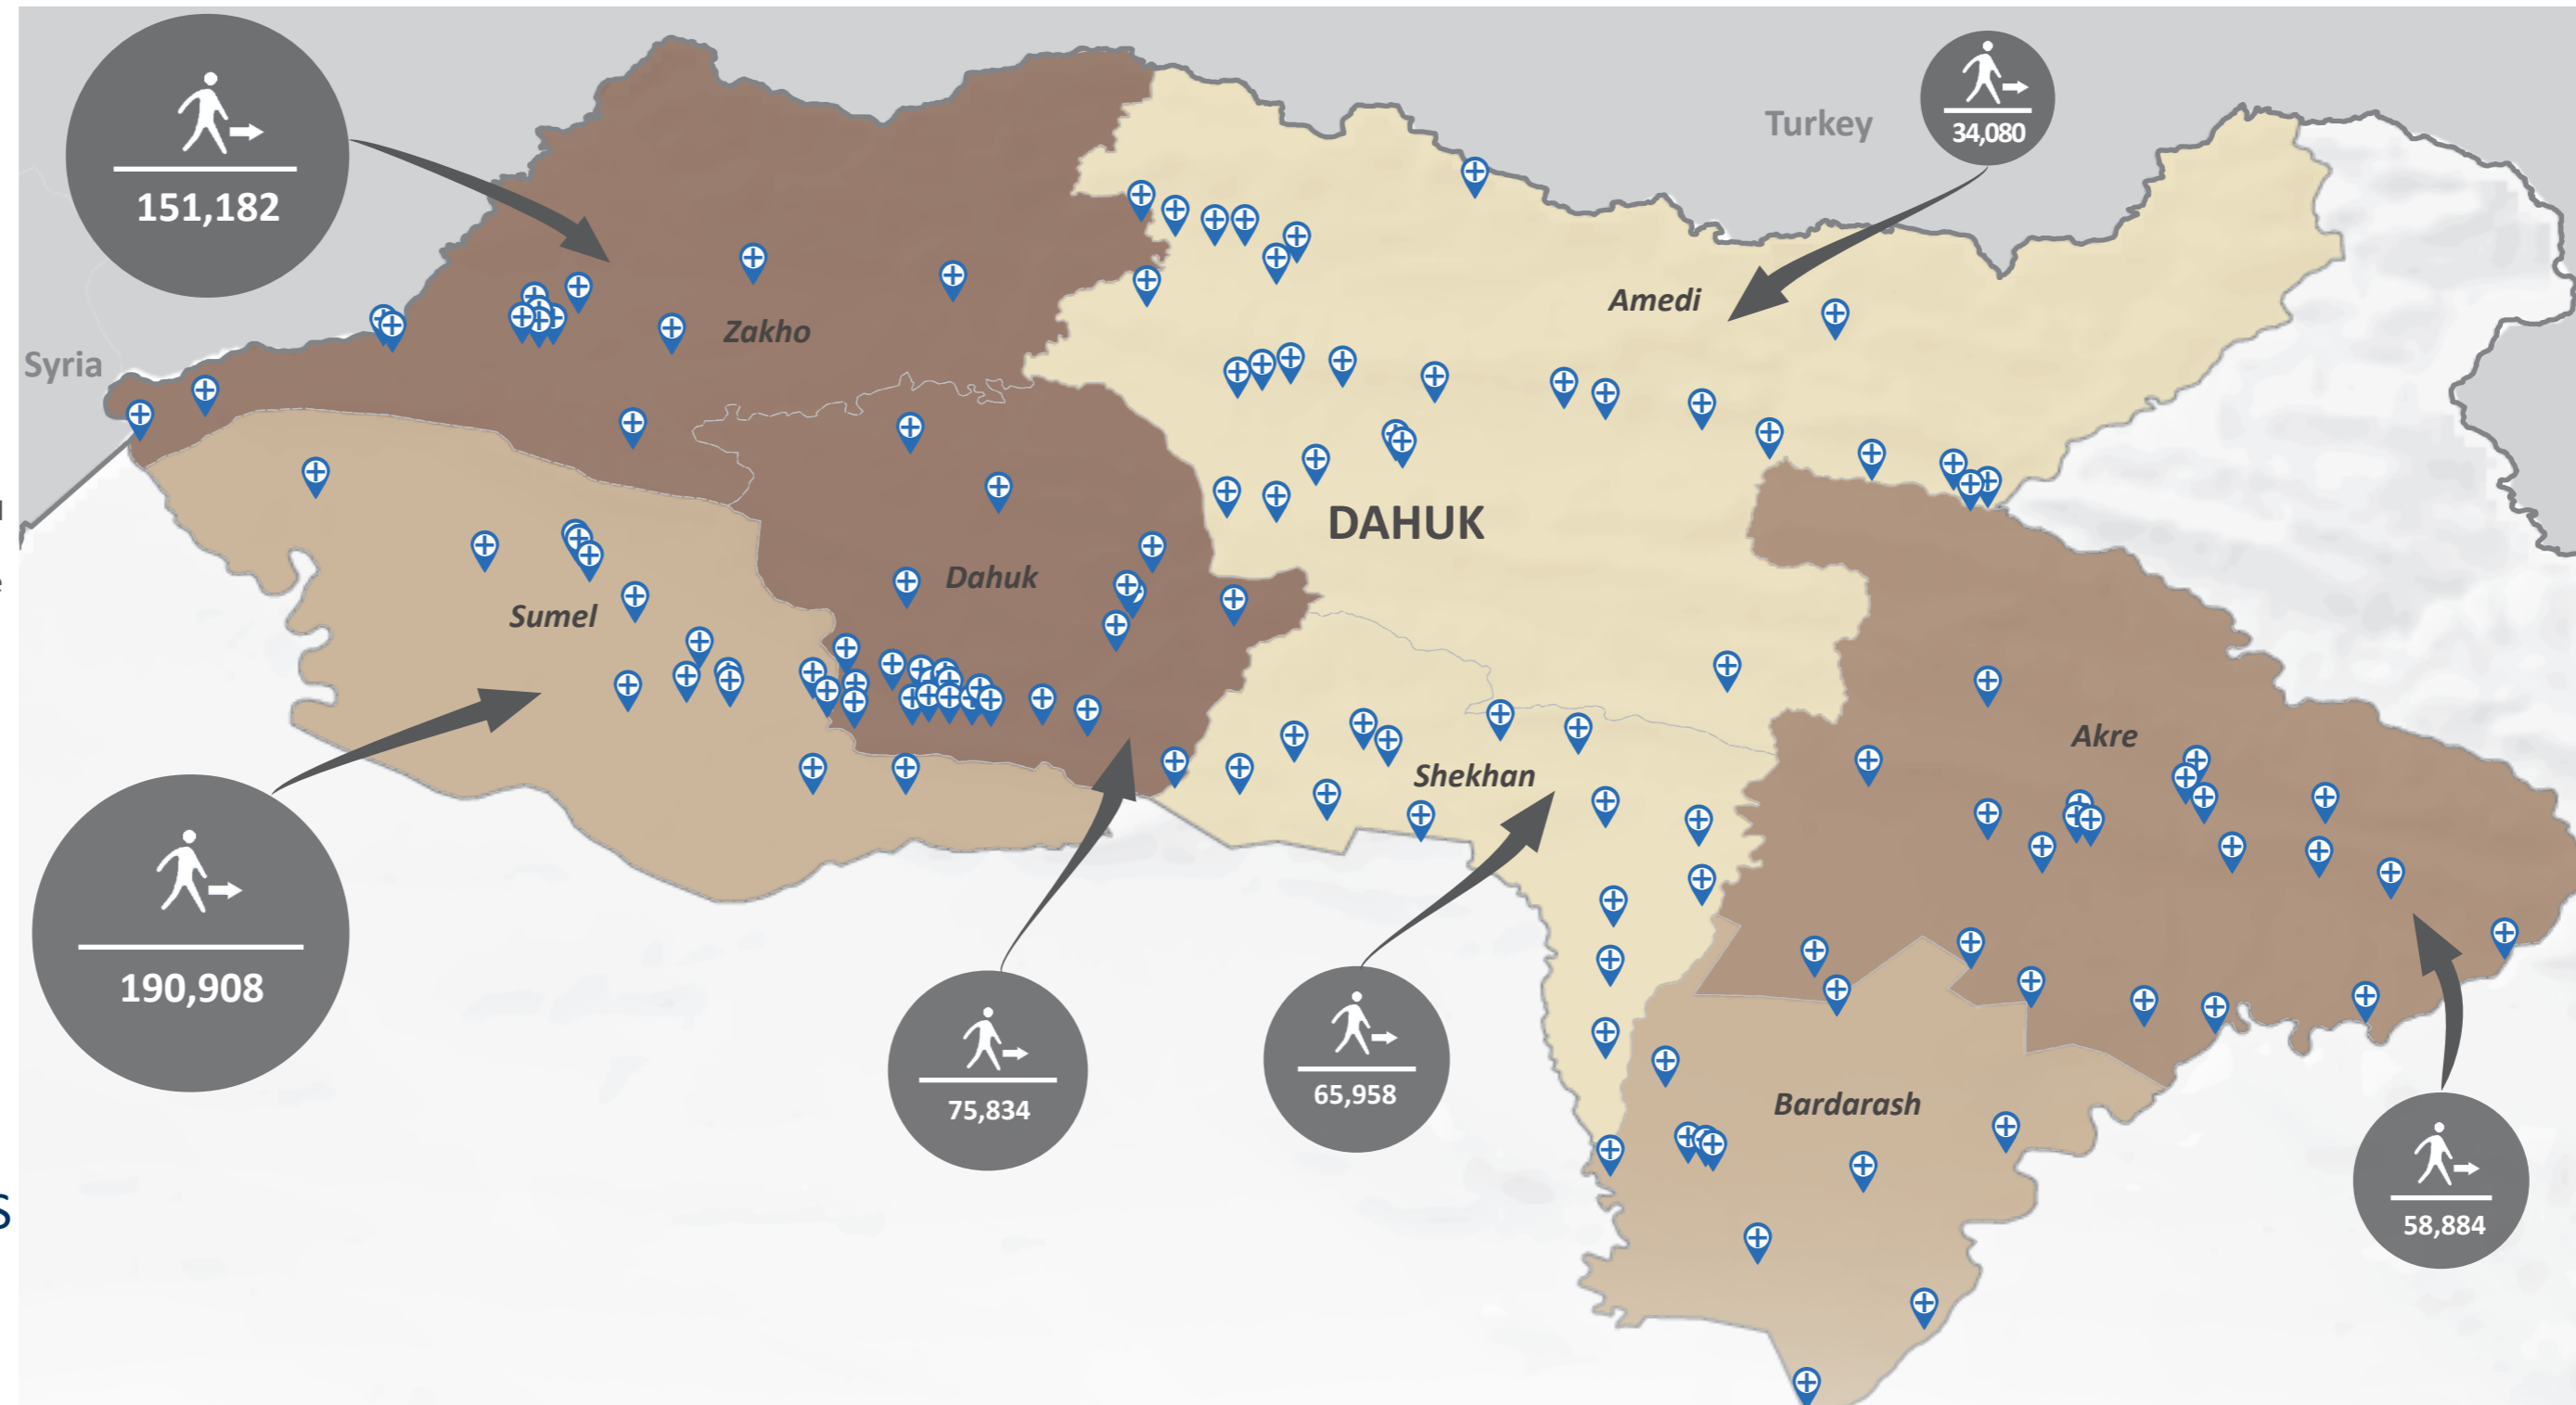 151,182
34,080
Turkey
Amedi
Zakho
Syria
DAHUK
Dahuk
Sumel
Akre
Shekhan
190,908
75,834
65,958
Bardarash
58,884
s